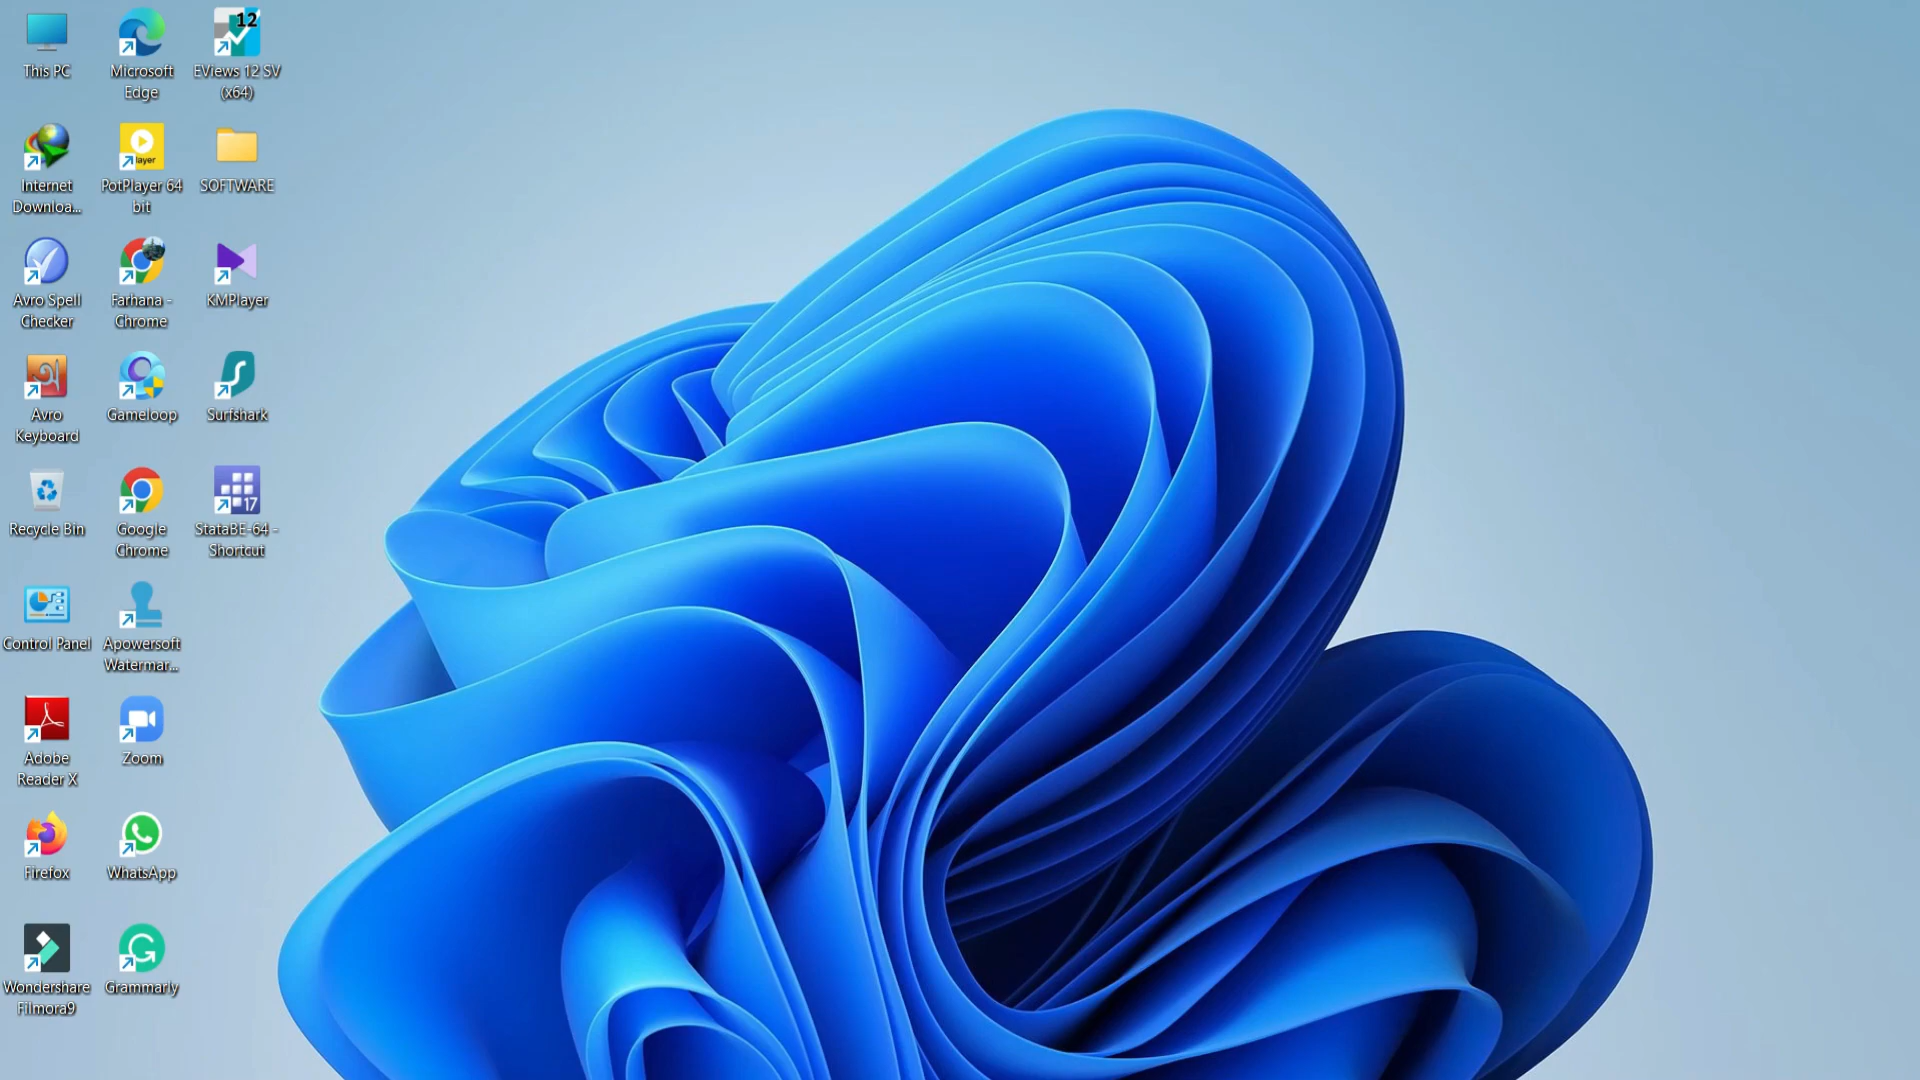 This PC
Microsoft
Edge
EViews 12 SV
(x64)
12
Internet
Downloa...
PotPlayer 64
bit
layer
SOFTWARE
Avro Spell
Checker
Farhana -
Chrome
KMPlayer
Avro
Keyboard
Gameloop
Surfshark
Recycle Bin
Google
Chrome
StataBE-64 -
Shortcut
17
Control Panel
Apowersoft
Watermar...
Adobe
Reader X
Zoom
Firefox
WhatsApp
Wondershare
Filmora9
Grammarly